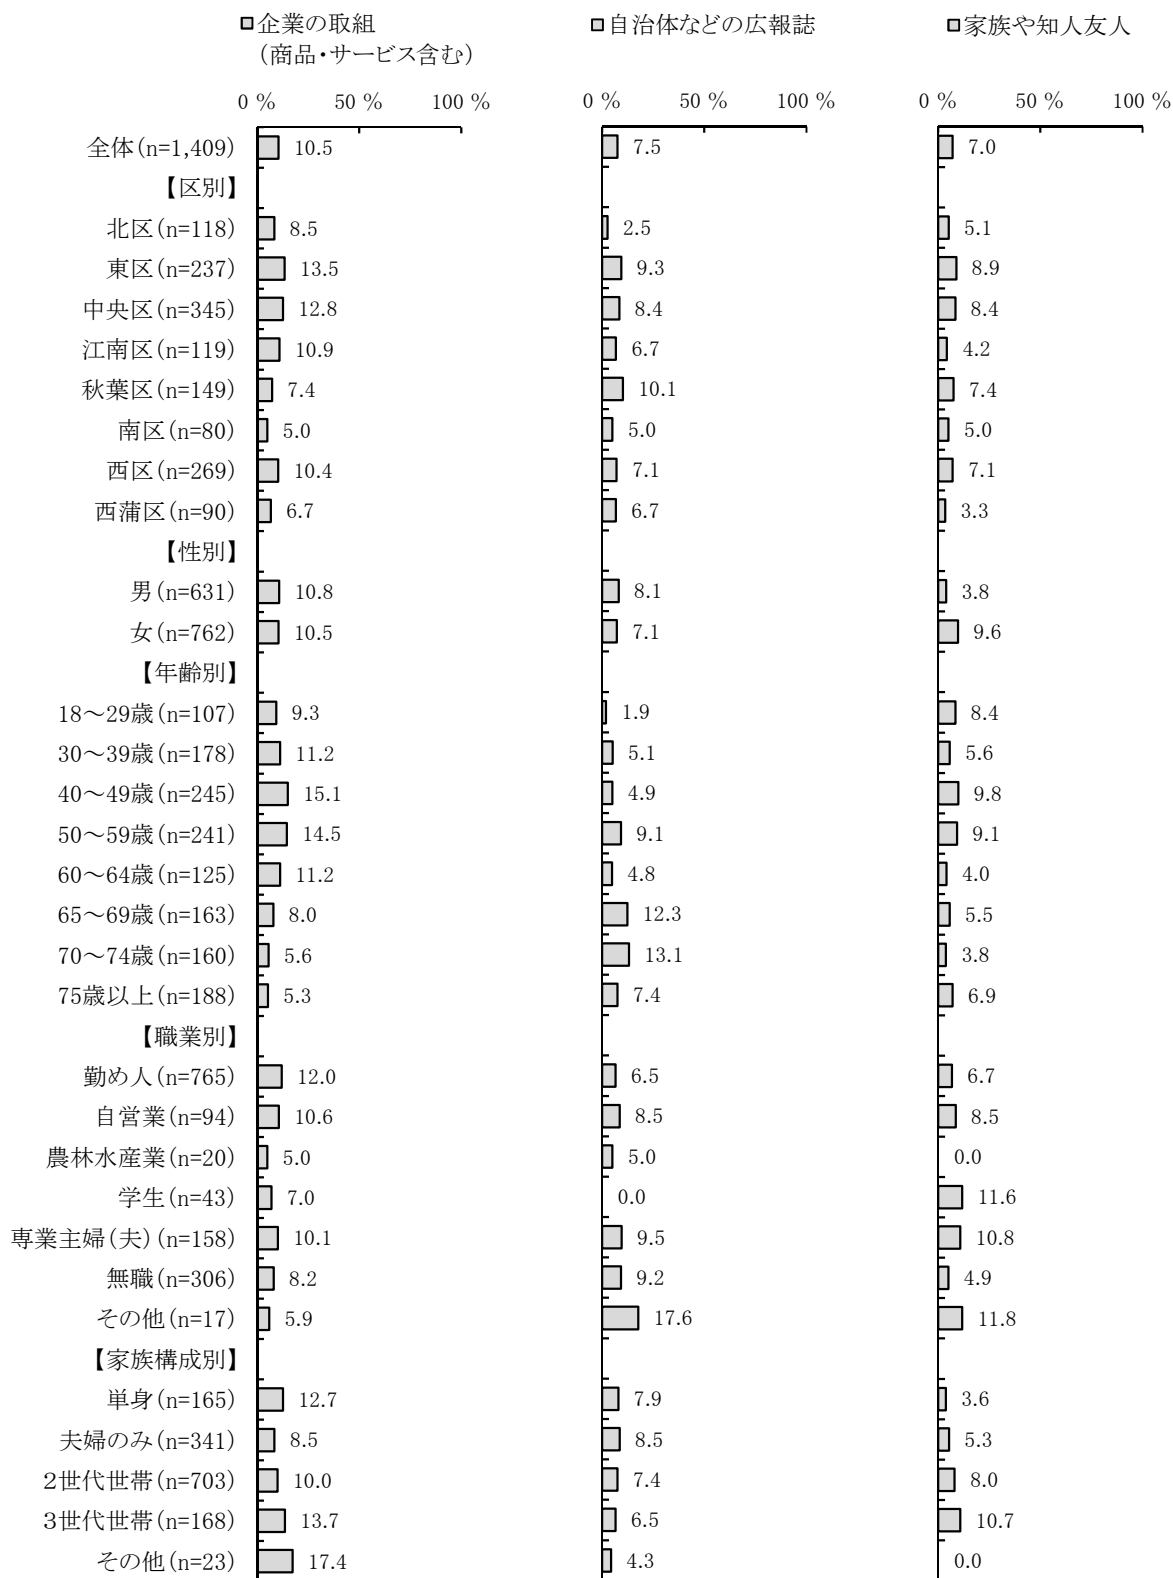 企業の取組 自治体などの広報誌 家族や知人友人
（商品・サービス含む）
0 % 50 % 100 % 0 % 50 % 100 % 0 % 50 % 100 %
全体（n=1,409） 10.5 7.5 7.0
【区別】
北区（n=118） 8.5 2.5 5.1
東区（n=237） 13.5 9.3 8.9
中央区（n=345） 12.8 8.4 8.4
江南区（n=119） 10.9 6.7 4.2
秋葉区（n=149） 7.4 10.1 7.4
南区（n=80） 5.0 5.0 5.0
西区（n=269） 10.4 7.1 7.1
西蒲区（n=90） 6.7 6.7 3.3
【性別】
男（n=631） 10.8 8.1 3.8
女（n=762） 10.5 7.1 9.6
【年齢別】
18～29歳（n=107） 9.3 1.9 8.4
30～39歳（n=178） 11.2 5.1 5.6
40～49歳（n=245） 15.1 4.9 9.8
50～59歳（n=241） 14.5 9.1 9.1
60～64歳（n=125） 11.2 4.8 4.0
65～69歳（n=163） 8.0 12.3 5.5
70～74歳（n=160） 5.6 13.1 3.8
75歳以上（n=188） 5.3 7.4 6.9
【職業別】
勤め人（n=765） 12.0 6.5 6.7
自営業（n=94） 10.6 8.5 8.5
農林水産業（n=20） 5.0 5.0 0.0
学生（n=43） 7.0 0.0 11.6
専業主婦（夫）（n=158） 10.1 9.5 10.8
無職（n=306） 8.2 9.2 4.9
その他（n=17） 5.9 17.6 11.8
【家族構成別】
単身（n=165） 12.7 7.9 3.6
夫婦のみ（n=341） 8.5 8.5 5.3
２世代世帯（n=703） 10.0 7.4 8.0
３世代世帯（n=168） 13.7 6.5 10.7
その他（n=23） 17.4 4.3 0.0